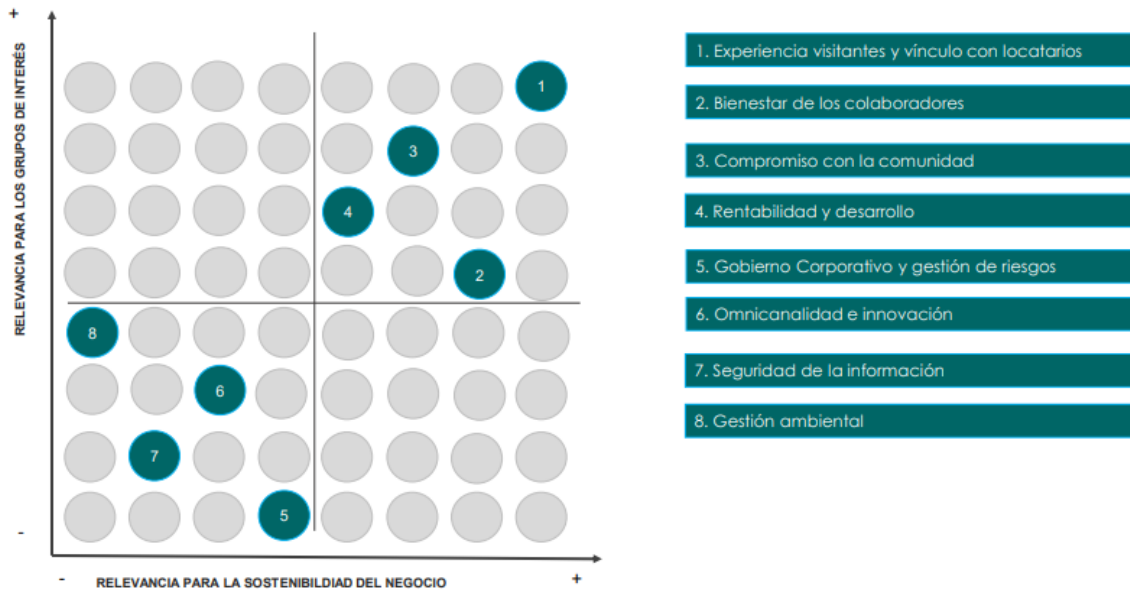 +
RELEVANCIA PARA LOS GRUPOS DE INTERÉS
1
3
4
2
8
6
7
5
-
-
RELEVANCIA PARA LA SOSTENIBILDIAD DEL NEGOCIO
+
1. Experiencia visitantes y vínculo con locatarios
2. Bienestar de los colaboradores
3. Compromiso con la comunidad
4. Rentabilidad y desarrollo
5. Gobierno Corporativo y gestión de riesgos
6. Omnicanalidad e innovación
7. Seguridad de la información
8. Gestión ambiental